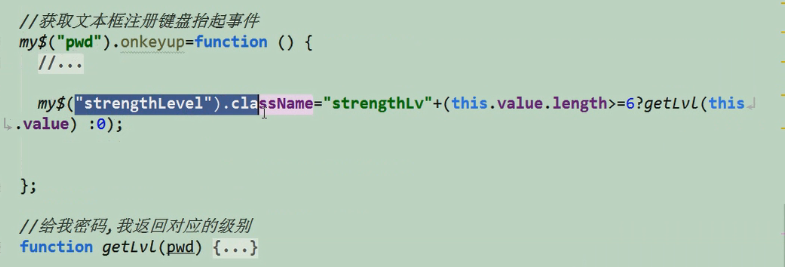 //获取文本框注册键盘抬起事件
my$("pwd").onkeyup=function () {
//...
my$("strengthLevel").className="strengthLv"+(this.value.length>=6?getLvl(this
.value) :0);
};
//给我密码,我返回对应的级别
function getLvl(pwd) {...}